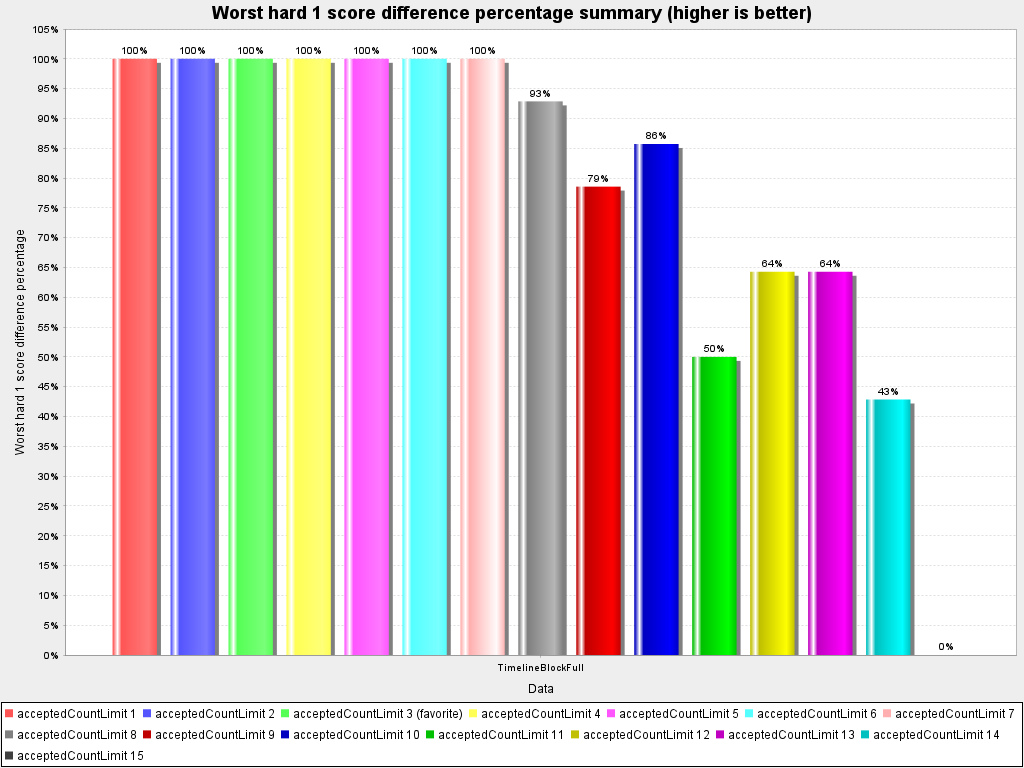 Worst hard 1 score difference percentage summary (higher is better)
105%
100%
95%
90%
85%
80%
75%
70%
65%
60%
55%
50%
45%
40%
35%
30%
25%
20%
15%
10%
5%
0%
Worst hard 1 score difference percentage
100% 100% 100% 100% 100% 100% 100% 93% 79% 86% 50% 64% 64% 43% 0%
TimelineBlockFull
Data
acceptedCountLimit 1 acceptedCountLimit 2 acceptedCountLimit 3 (favorite) acceptedCountLimit 4 acceptedCountLimit 5 acceptedCountLimit 6 acceptedCountLimit 7
acceptedCountLimit 8 acceptedCountLimit 9 acceptedCountLimit 10 acceptedCountLimit 11 acceptedCountLimit 12 acceptedCountLimit 13 acceptedCountLimit 14
acceptedCountLimit 15